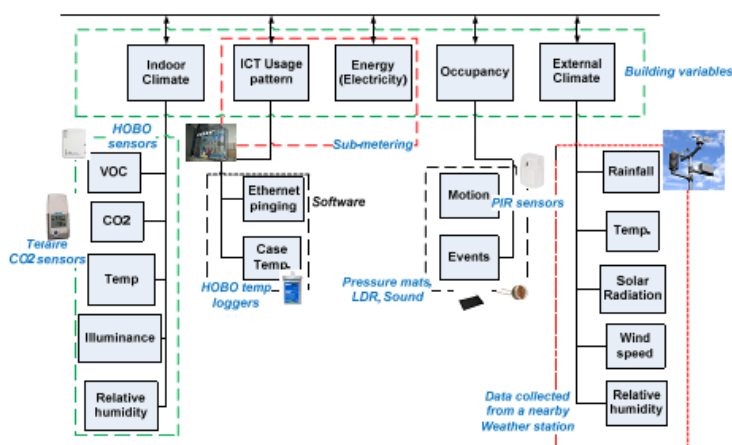 Indoor
Climate
ICT Usage
pattern
Energy
(Electricity)
Occupancy
External
Climate
Building variables
HOBO
sensors
Sub-metering
VOC
CO2
Telaire
CO2 sensors
Temp
Illuminance
Relative
humidity
Ethernet
pinging
Software
Case
Temp.
HOBO temp
loggers
Motion
PIR sensors
Events
Pressure mats,
LDR, Sound
Rainfall
Temp.
Solar
Radiation
Wind
speed
Relative
humidity
Data collected
from a nearby
Weather station